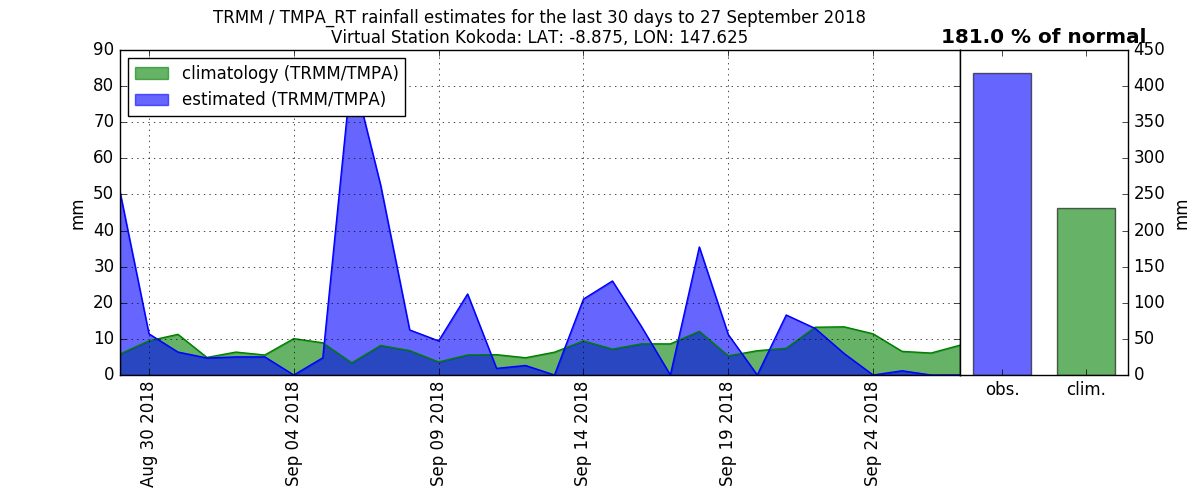 TRMM / TMPA_RT rainfall estimates for the last 30 days to 27 September 2018
Virtual Station Kokoda: LAT: -8.875, LON: 147.625
181.0 % of normal
climatology (TRMM/TMPA)
estimated (TRMM/TMPA)
90
80
70
60
50
40
30
20
10
0
mm
Aug 30 2018
Sep 04 2018
Sep 09 2018
Sep 14 2018
Sep 19 2018
Sep 24 2018
450
400
350
300
250
200
150
100
50
0
mm
obs.
clim.